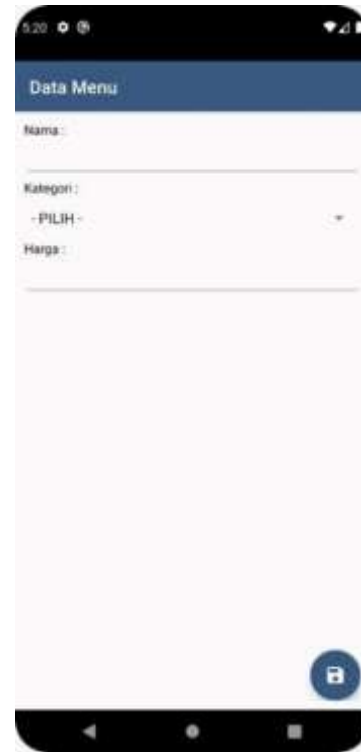 5:20
Data Menu
Nama :
Kategori :
- PILIH -
Harga :